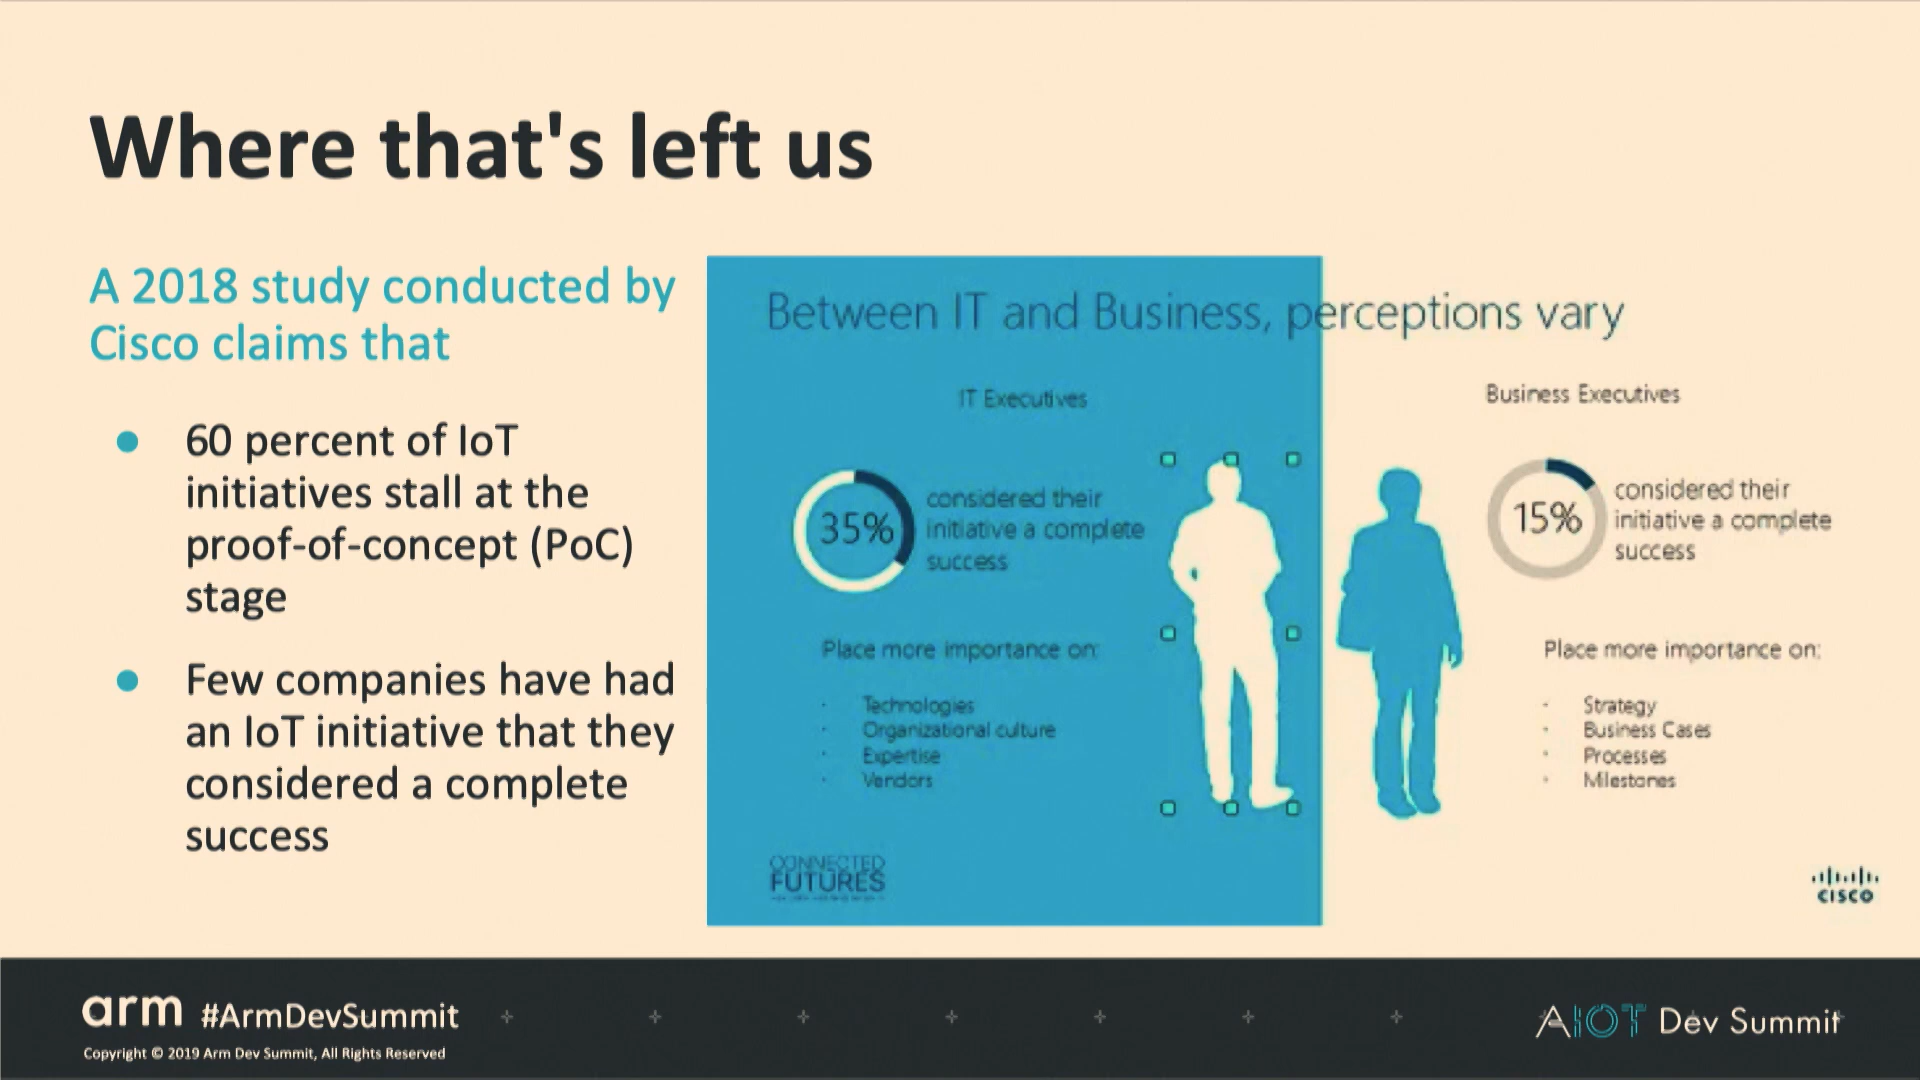 Where that's left us
A 2018 study conducted by
Cisco claims that
● 60 percent of IoT
initiatives stall at the
proof-of-concept (PoC)
stage
● Few companies have had
an IoT initiative that they
considered a complete
success
Between IT and Business, perceptions vary
IT Executives
35%
considered their
initiative a complete
success
Place more importance on:
· Technologies
· Organizational culture
· Expertise
· Vendors
CONNECTED
FUTURES
Business Executives
15%
considered their
initiative a complete
success
Place more importance on:
· Strategy
· Business Cases
· Processes
· Milestones
CISCO
arm #ArmDevSummit
Copyright © 2019 Arm Dev Summit, All Rights Reserved
AIOT Dev Summit